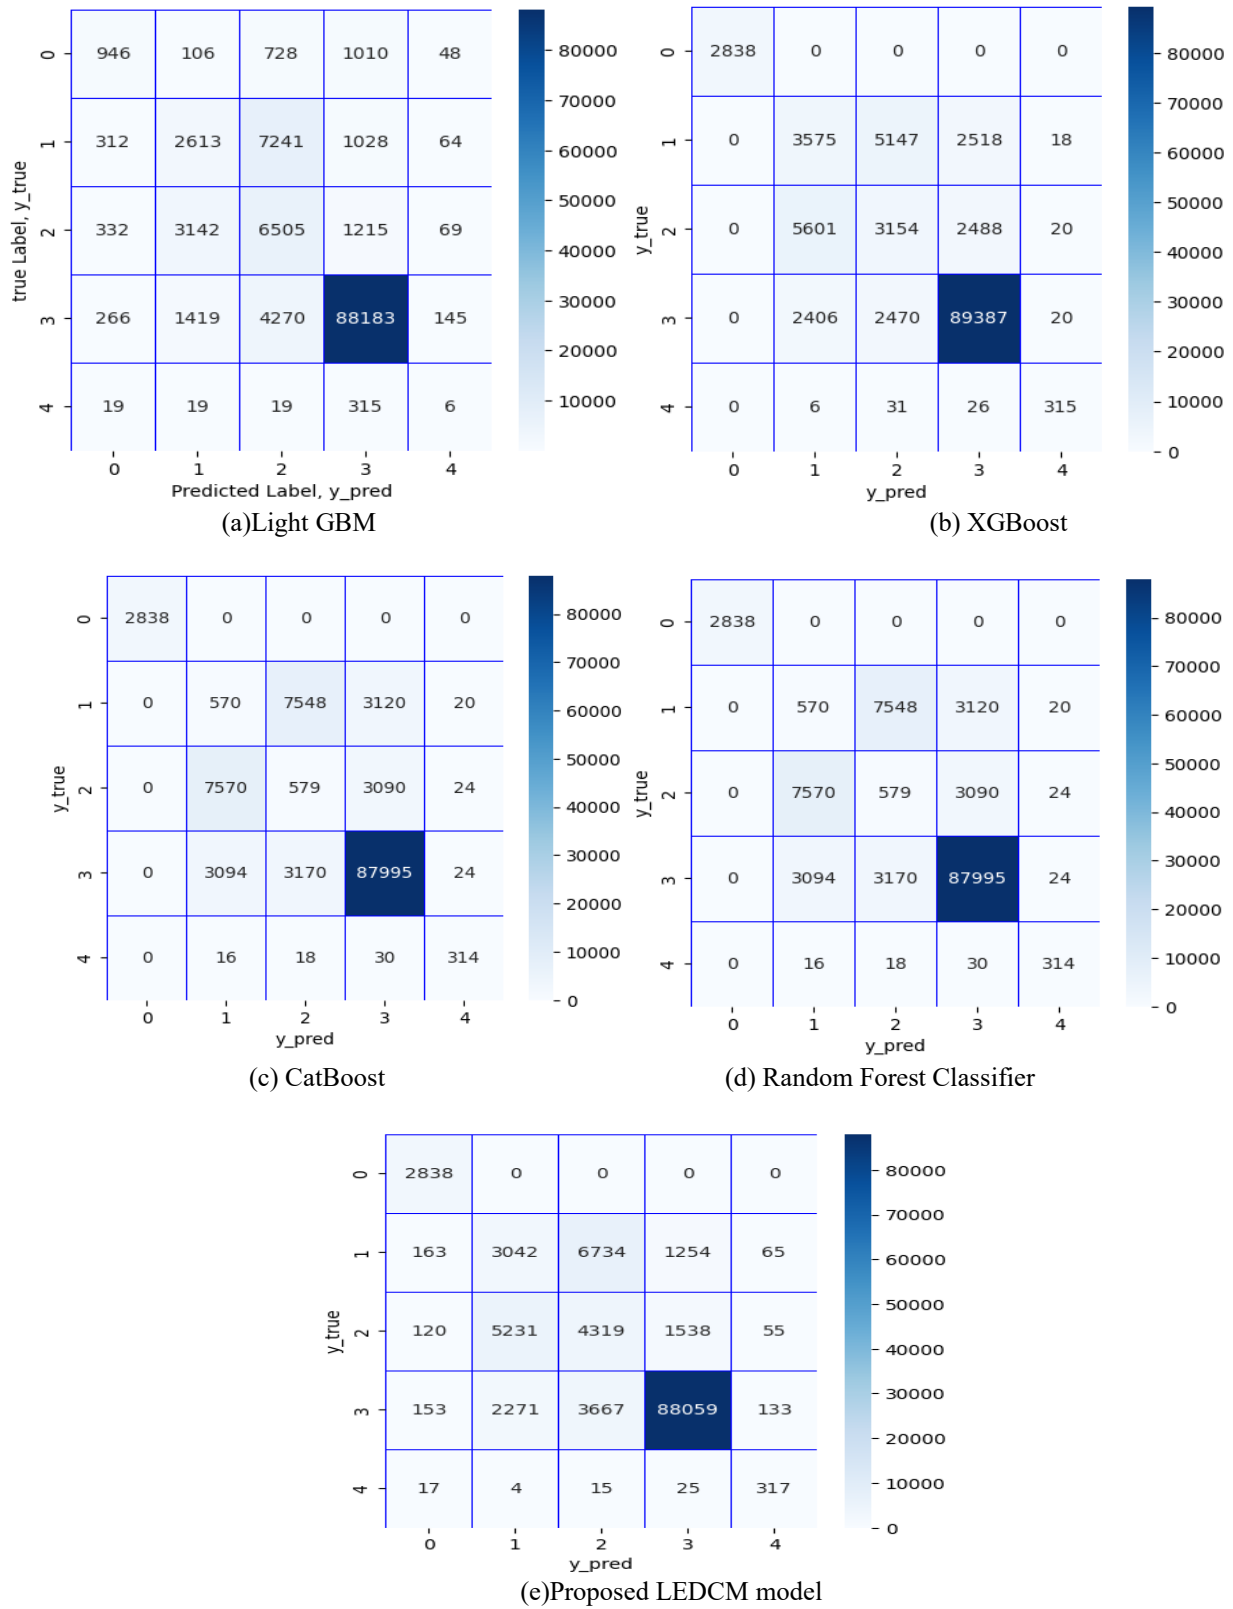 0 946 106 728 1010 48
1 312 2613 7241 1028 64
2 332 3142 6505 1215 69
3 266 1419 4270 88183 145
4 19 19 19 315 6
0 1 2 3 4
true Label, y_true
Predicted Label, y_pred
80000
70000
60000
50000
40000
30000
20000
10000
(a)Light GBM
0 2838 0 0 0 0
1 0 3575 5147 2518 18
2 0 5601 3154 2488 20
3 0 2406 2470 89387 20
4 0 6 31 26 315
0 1 2 3 4
y_true
y_pred
80000
70000
60000
50000
40000
30000
20000
10000
0
(b) XGBoost
0 2838 0 0 0 0
1 0 570 7548 3120 20
2 0 7570 579 3090 24
3 0 3094 3170 87995 24
4 0 16 18 30 314
0 1 2 3 4
y_true
y_pred
80000
70000
60000
50000
40000
30000
20000
10000
0
(c) CatBoost
0 2838 0 0 0 0
1 0 570 7548 3120 20
2 0 7570 579 3090 24
3 0 3094 3170 87995 24
4 0 16 18 30 314
0 1 2 3 4
y_true
y_pred
80000
70000
60000
50000
40000
30000
20000
10000
0
(d) Random Forest Classifier
0 2838 0 0 0 0
1 163 3042 6734 1254 65
2 120 5231 4319 1538 55
3 153 2271 3667 88059 133
4 17 4 15 25 317
0 1 2 3 4
y_true
y_pred
80000
70000
60000
50000
40000
30000
20000
10000
0
(e)Proposed LEDCM model